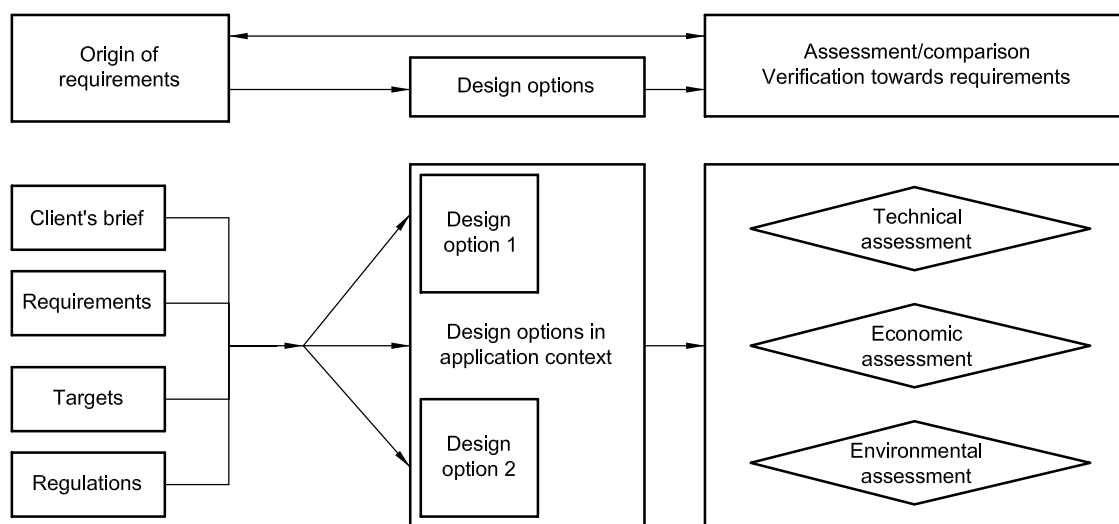 Origin of
requirements
Design options
Assessment/comparison
Verification towards requirements
Client's brief
Requirements
Targets
Regulations
Design
option 1
Design options in
application context
Design
option 2
Technical
assessment
Economic
assessment
Environmental
assessment